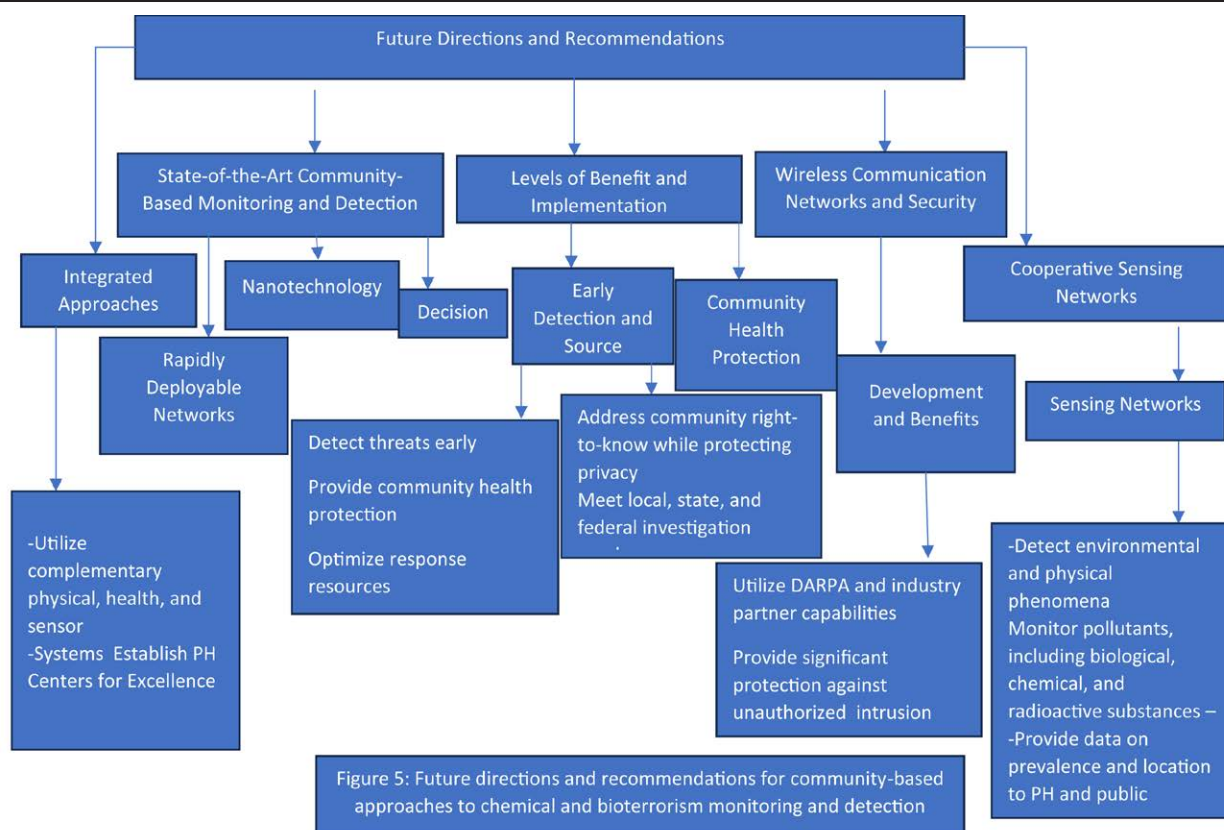 Future Directions and Recommendations
State-of-the-Art Community-
Based Monitoring and Detection
Levels of Benefit and
Implementation
Wireless Communication
Networks and Security
Integrated
Approaches
Nanotechnology
Decision
Early
Detection and
Source
Community
Health
Protection
Cooperative Sensing
Networks
Rapidly
Deployable
Networks
Development
and Benefits
Sensing Networks
-Utilize
complementary
physical, health, and
sensor
-Systems Establish PH
Centers for Excellence
Detect threats early
Provide community health
protection
Optimize response
resources
Address community right-
to-know while protecting
privacy
Meet local, state, and
federal investigation
Utilize DARPA and industry
partner capabilities
Provide significant
protection against
unauthorized intrusion
-Detect environmental
and physical
phenomena
Monitor pollutants,
including biological,
chemical, and
radioactive substances –
-Provide data on
prevalence and location
to PH and public
Figure 5: Future directions and recommendations for community-based
approaches to chemical and bioterrorism monitoring and detection